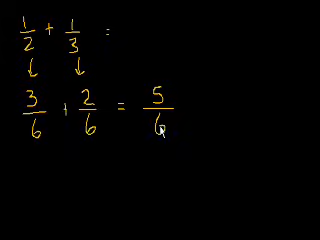 1/2 + 1/3 =
↓ ↓
3/6 + 2/6 = 5/6